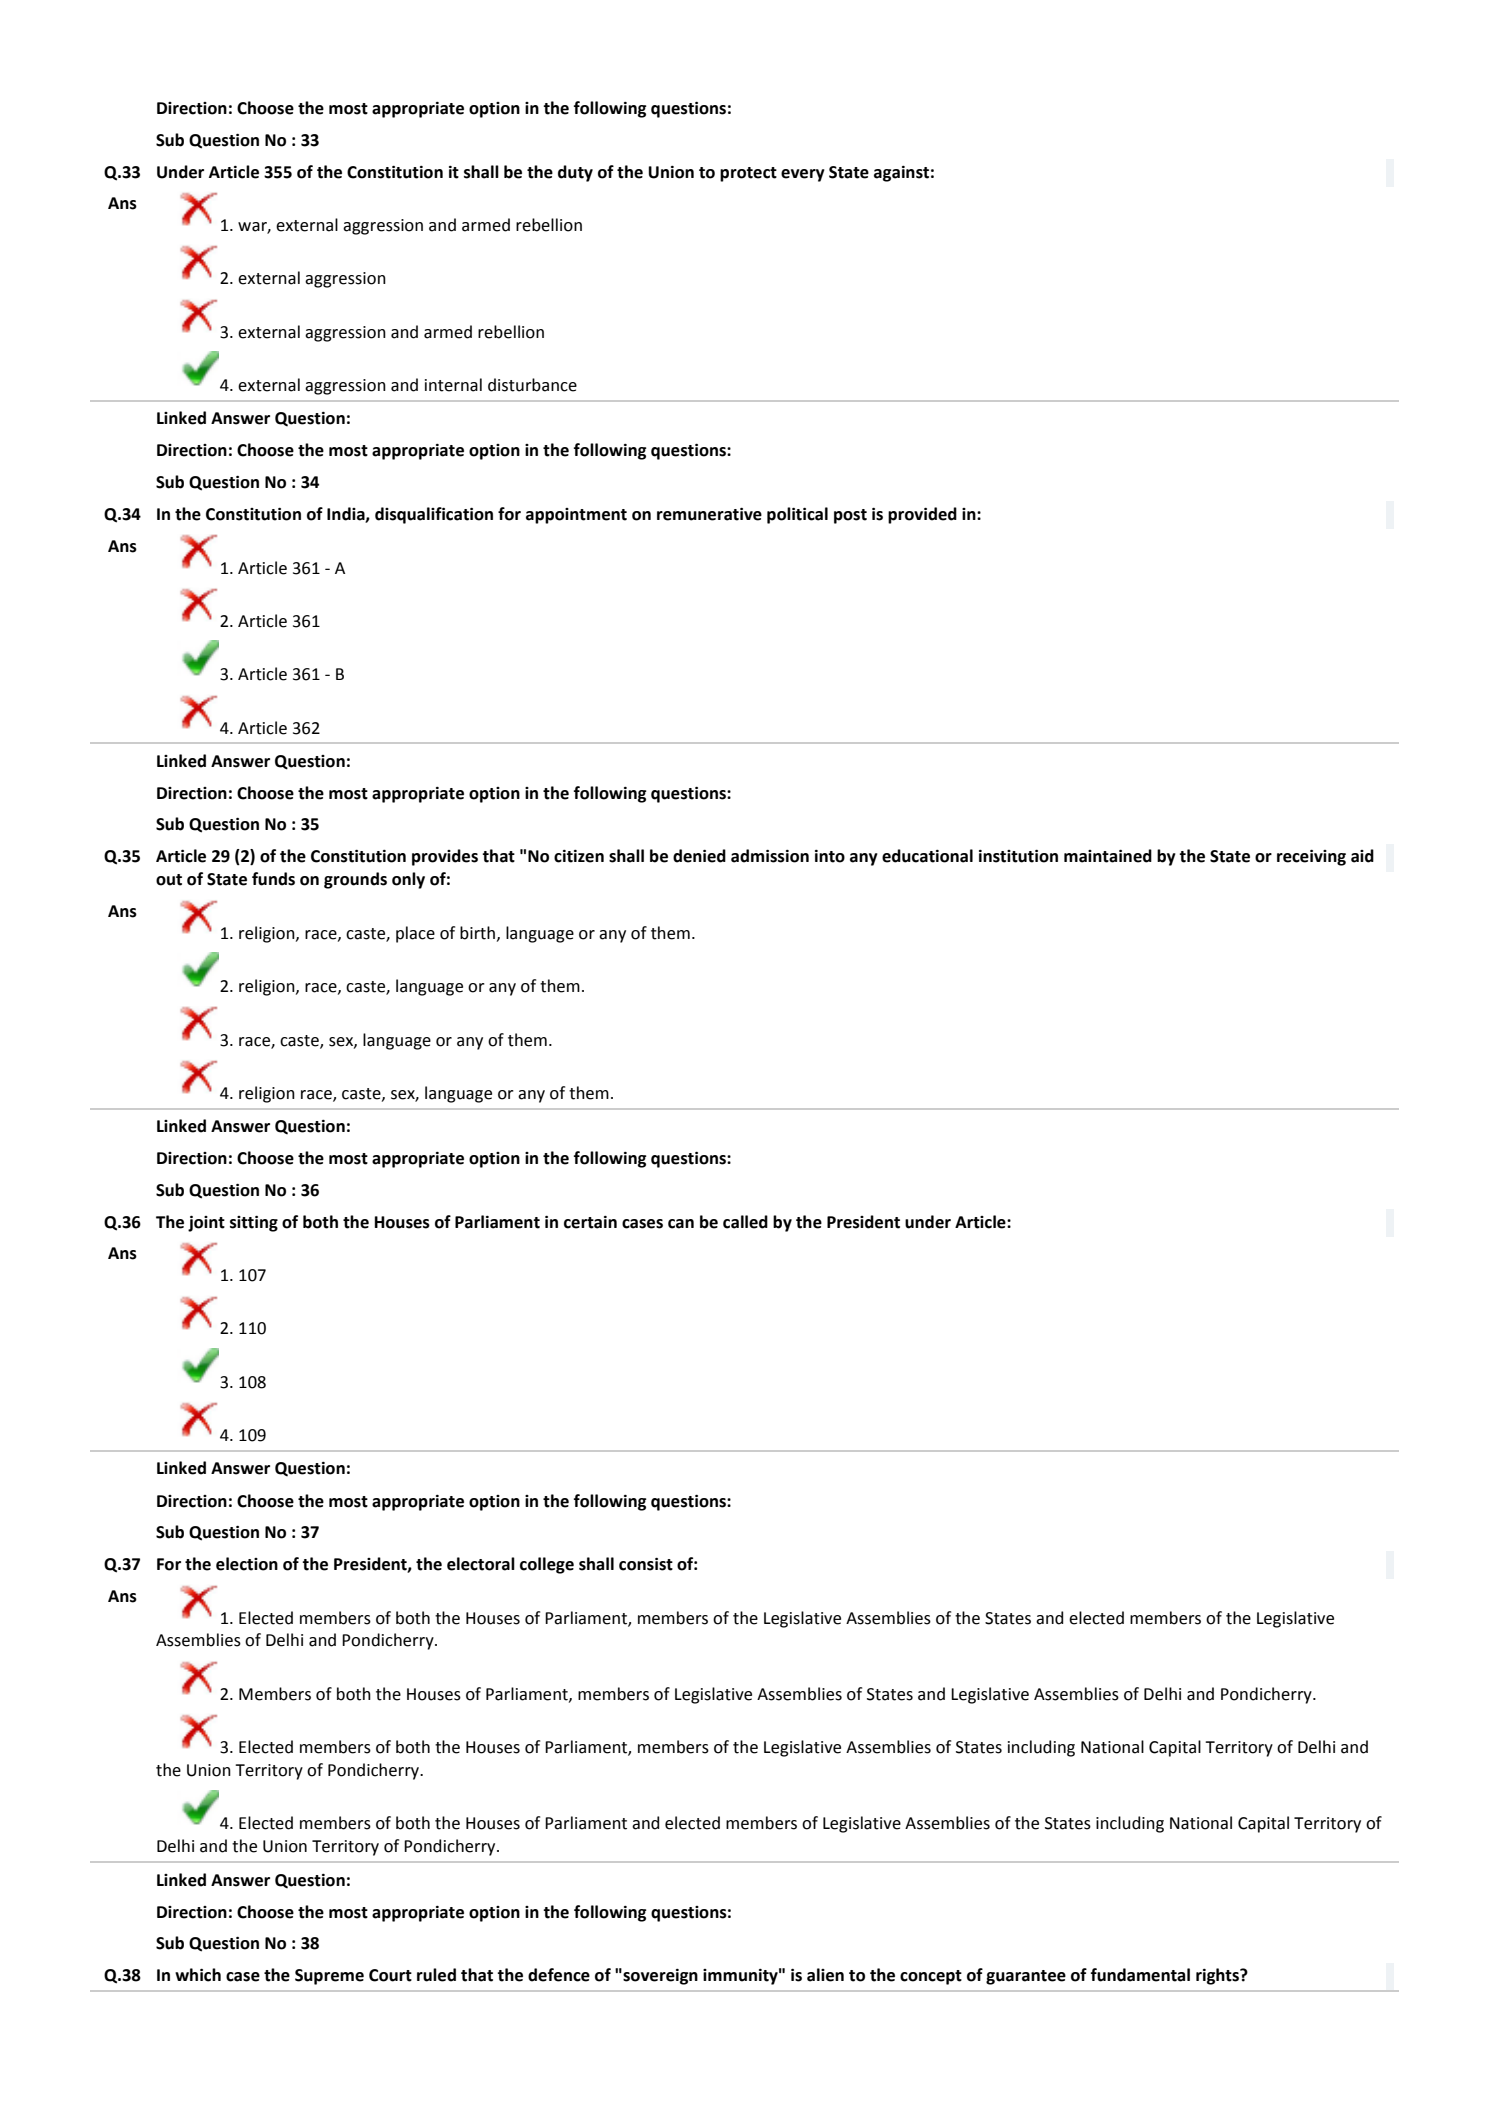 Direction: Choose the most appropriate option in the following questions:
Sub Question No : 33
Q.33 Under Article 355 of the Constitution it shall be the duty of the Union to protect every State against:
Ans
1. war, external aggression and armed rebellion
2. external aggression
3. external aggression and armed rebellion
4. external aggression and internal disturbance
Linked Answer Question:
Direction: Choose the most appropriate option in the following questions:
Sub Question No : 34
Q.34 In the Constitution of India, disqualification for appointment on remunerative political post is provided in:
Ans
1. Article 361 - A
2. Article 361
3. Article 361 - B
4. Article 362
Linked Answer Question:
Direction: Choose the most appropriate option in the following questions:
Sub Question No : 35
Q.35 Article 29 (2) of the Constitution provides that "No citizen shall be denied admission into any educational institution maintained by the State or receiving aid
out of State funds on grounds only of:
Ans
1. religion, race, caste, place of birth, language or any of them.
2. religion, race, caste, language or any of them.
3. race, caste, sex, language or any of them.
4. religion race, caste, sex, language or any of them.
Linked Answer Question:
Direction: Choose the most appropriate option in the following questions:
Sub Question No : 36
Q.36 The joint sitting of both the Houses of Parliament in certain cases can be called by the President under Article:
Ans
1. 107
2. 110
3. 108
4. 109
Linked Answer Question:
Direction: Choose the most appropriate option in the following questions:
Sub Question No : 37
Q.37 For the election of the President, the electoral college shall consist of:
Ans
1. Elected members of both the Houses of Parliament, members of the Legislative Assemblies of the States and elected members of the Legislative
Assemblies of Delhi and Pondicherry.
2. Members of both the Houses of Parliament, members of Legislative Assemblies of States and Legislative Assemblies of Delhi and Pondicherry.
3. Elected members of both the Houses of Parliament, members of the Legislative Assemblies of States including National Capital Territory of Delhi and
the Union Territory of Pondicherry.
4. Elected members of both the Houses of Parliament and elected members of Legislative Assemblies of the States including National Capital Territory of
Delhi and the Union Territory of Pondicherry.
Linked Answer Question:
Direction: Choose the most appropriate option in the following questions:
Sub Question No : 38
Q.38 In which case the Supreme Court ruled that the defence of "sovereign immunity" is alien to the concept of guarantee of fundamental rights?